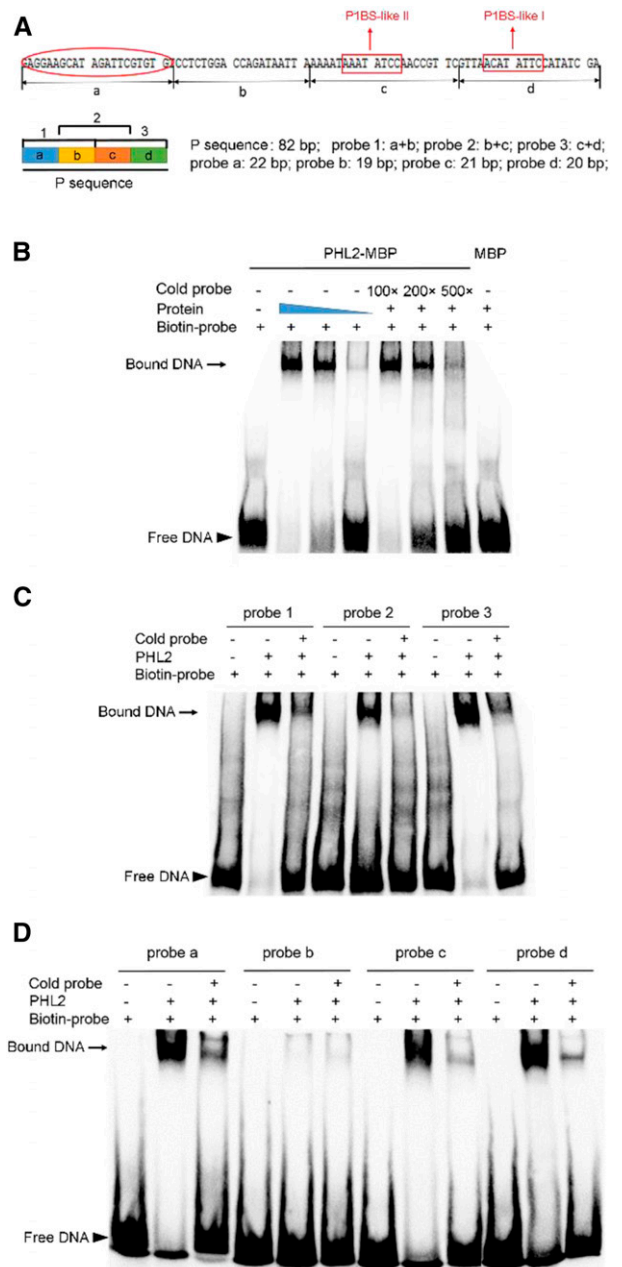 A
P1BS-like II P1BS-like I
GAGGAAGCAT AGATTCGTGT GTCCTCTGGA CCAGATAATT AAAAATAAAT ATCCAACCGTT CGTTAACAT ATTCCATATC GA
a b c d
1 2 3
a b c d
P sequence
P sequence: 82 bp; probe 1: a+b; probe 2: b+c; probe 3: c+d;
probe a: 22 bp; probe b: 19 bp; probe c: 21 bp; probe d: 20 bp;
B
PHL2-MBP MBP
Cold probe - - - - 100× 200× 500× -
Protein - + + + +
Biotin-probe + + + + + + + +
Bound DNA
Free DNA
C
probe 1 probe 2 probe 3
Cold probe - - + - - + - - +
PHL2 - + + - + + - + +
Biotin-probe + + + + + + + + +
Bound DNA
Free DNA
D
probe a probe b probe c probe d
Cold probe - - + - - + - - + - - +
PHL2 - + + - + + - + + - + +
Biotin-probe + + + + + + + + + + + +
Bound DNA
Free DNA